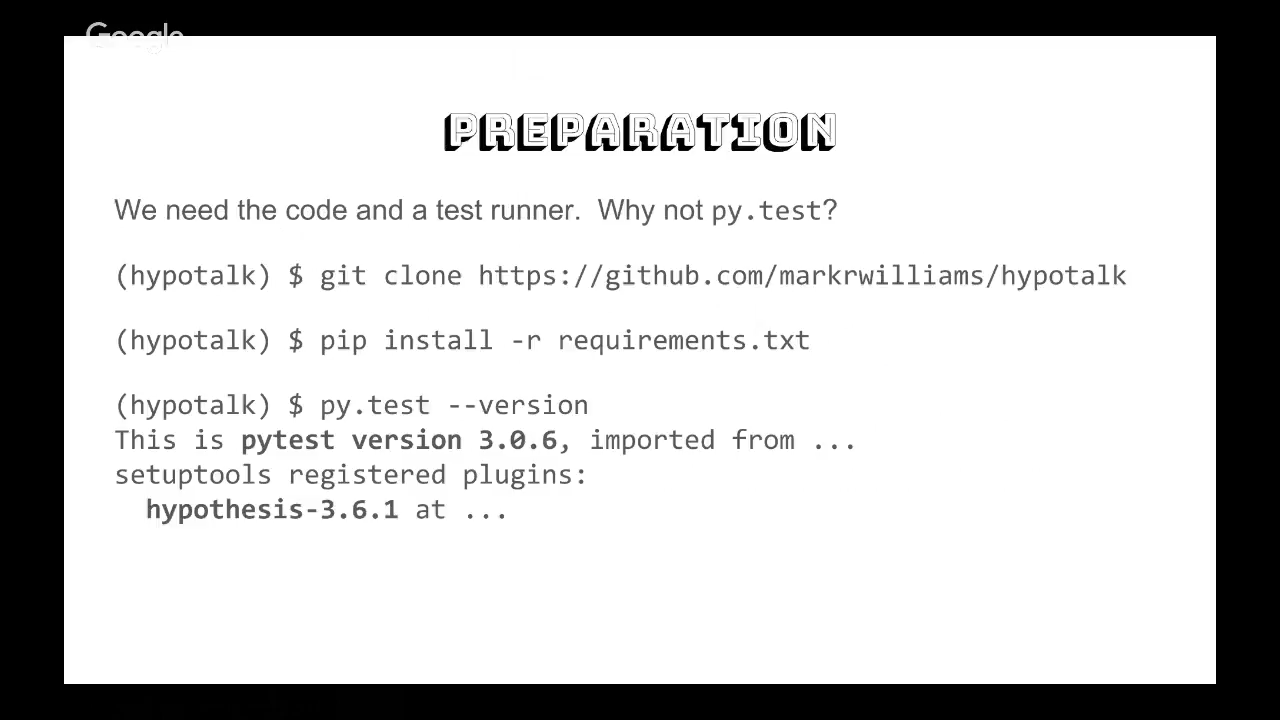 Google
PREPARATION
We need the code and a test runner.  Why not py.test?
(hypotalk) $ git clone https://github.com/markrwilliams/hypotalk
(hypotalk) $ pip install -r requirements.txt
(hypotalk) $ py.test --version
This is pytest version 3.0.6, imported from ...
setuptools registered plugins:
  hypothesis-3.6.1 at ...